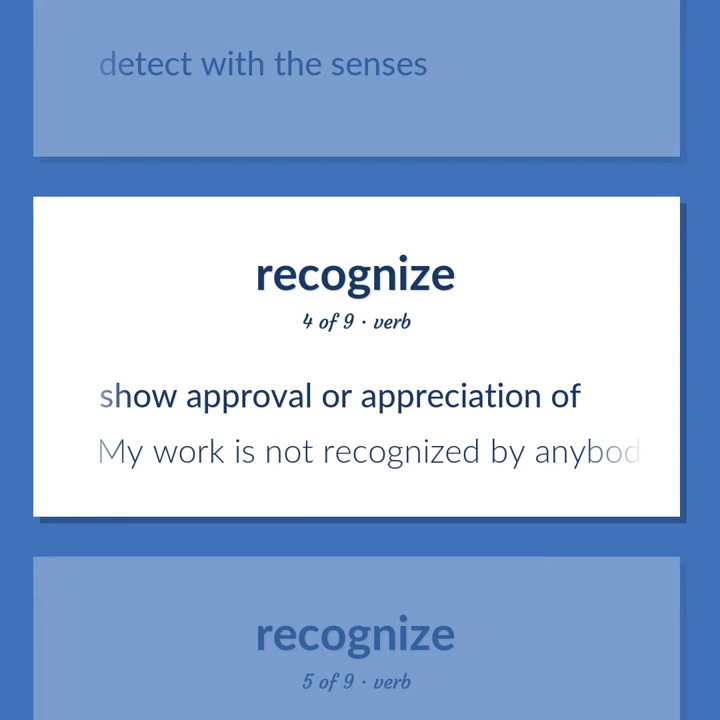 detect with the senses
recognize
4 of 9 · verb
show approval or appreciation of
My work is not recognized by anybod
recognize
5 of 9 · verb